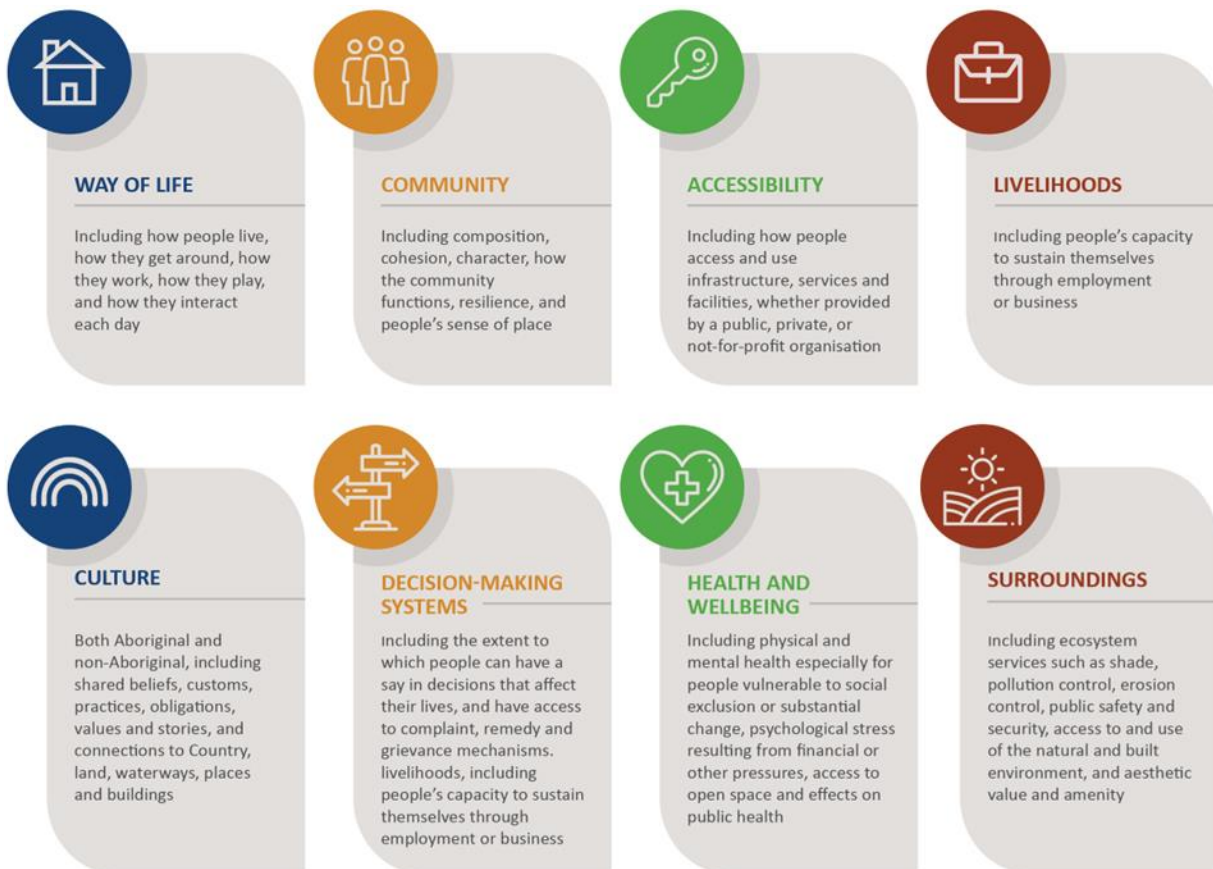 WAY OF LIFE
Including how people live,
how they get around, how
they work, how they play,
and how they interact
each day
COMMUNITY
Including composition,
cohesion, character, how
the community
functions, resilience, and
people's sense of place
ACCESSIBILITY
Including how people
access and use
infrastructure, services and
facilities, whether provided
by a public, private, or
not-for-profit organisation
LIVELIHOODS
Including people's capacity
to sustain themselves
through employment
or business
CULTURE
Both Aboriginal and
non-Aboriginal, including
shared beliefs, customs,
practices, obligations,
values and stories, and
connections to Country,
land, waterways, places
and buildings
DECISION-MAKING
SYSTEMS
Including the extent to
which people can have a
say in decisions that affect
their lives, and have access
to complaint, remedy and
grievance mechanisms.
livelihoods, including
people's capacity to sustain
themselves through
employment or business
HEALTH AND
WELLBEING
Including physical and
mental health especially for
people vulnerable to social
exclusion or substantial
change, psychological stress
resulting from financial or
other pressures, access to
open space and effects on
public health
SURROUNDINGS
Including ecosystem
services such as shade,
pollution control, erosion
control, public safety and
security, access to and use
of the natural and built
environment, and aesthetic
value and amenity